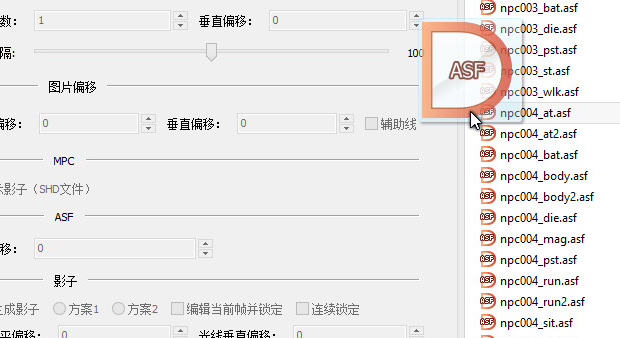 数: 1 垂直偏移: 0
隔: 100
图片偏移
偏移: 0 垂直偏移: 0 辅助线
MPC
示影子（SHD文件）
ASF
移: 0
影子
生成影子 方案1 方案2 编辑当前帧并锁定 连续锁定
平偏移: 0 光线垂直偏移: 0
ASF
npc003_bat.asf
npc003_die.asf
npc003_pst.asf
npc003_st.asf
npc003_wlk.asf
npc004_at.asf
npc004_at2.asf
npc004_bat.asf
npc004_body.asf
npc004_body2.asf
npc004_die.asf
npc004_mag.asf
npc004_pst.asf
npc004_run.asf
npc004_run2.asf
npc004_sit.asf